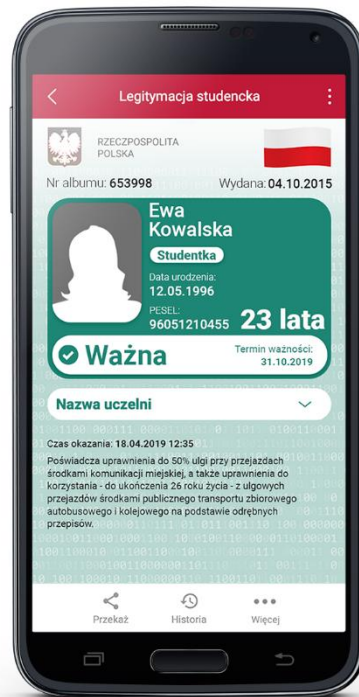 Legitymacja studencka
RZECZPOSPOLITA
POLSKA
Nr albumu: 653998
Wydana: 04.10.2015
Ewa
Kowalska
Studentka
Data urodzenia:
12.05.1996
PESEL:
96051210455
23 lata
Ważna
Termin ważności:
31.10.2019
Nazwa uczelni
Czas okazania: 18.04.2019 12:35
Poświadcza uprawnienia do 50% ulgi przy przejazdach
środkami komunikacji miejskiej, a także uprawnienia do
korzystania - do ukończenia 26 roku życia - z ulgowych
przejazdów środkami publicznego transportu zbiorowego
autobusowego i kolejowego na podstawie odrębnych
przepisów.
Przekaż
Historia
Więcej